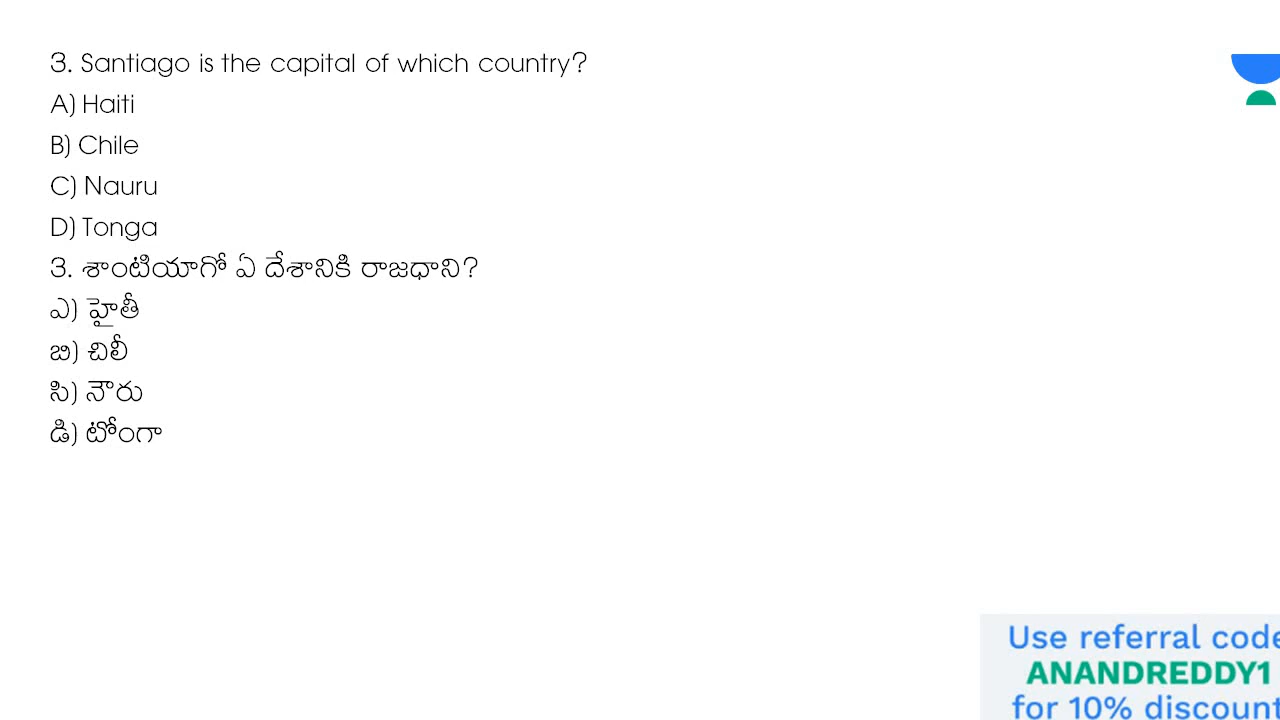 3. Santiago is the capital of which country?
A) Haiti
B) Chile
C) Nauru
D) Tonga
3. శాంటియాగో ఏ దేశానికి రాజధాని?
ఎ) హైతీ
బి) చిలీ
సి) నౌరు
డి) టోంగా
Use referral code
ANANDREDDY1
for 10% discount